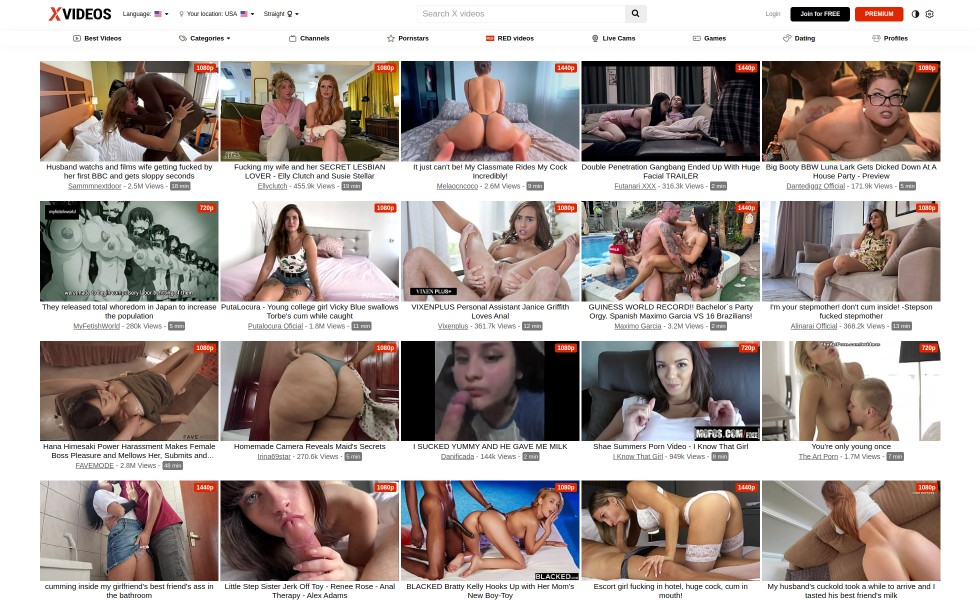 XVIDEOS
Language:
Your location: USA
Straight
Search X videos
Login
Join for FREE
PREMIUM
Best Videos
Categories
Channels
Pornstars
RED videos
Live Cams
Games
Dating
Profiles
1080p
1080p
1440p
1440p
1080p
Husband watchs and films wife getting fucked by
her first BBC and gets sloppy seconds
Sammmnextdoor - 2.5M Views - 18 min
Fucking my wife and her SECRET LESBIAN
LOVER - Elly Clutch and Susie Stellar
Ellyclutch - 455.9k Views - 19 min
It just can't be! My Classmate Rides My Cock
Incredibly!
Melaoncoco - 2.6M Views - 9 min
Double Penetration Gangbang Ended Up With Huge
Facial TRAILER
Futanari XXX - 316.3k Views - 2 min
Big Booty BBW Luna Lark Gets Dicked Down At A
House Party - Preview
Dantediggz Official - 171.9k Views - 5 min
myfetishworld
720p
1080p
1080p
VIXEN PLUS+
1440p
1080p
They released total whoredom in Japan to increase
the population
MyFetishWorld - 280k Views - 5 min
PutaLocura - Young college girl Vicky Blue swallows
Torbe's cum while caught
Putalocura Oficial - 1.8M Views - 11 min
VIXENPLUS Personal Assistant Janice Griffith
Loves Anal
Vixenplus - 361.7k Views - 12 min
GUINESS WORLD RECORD!! Bachelor´s Party
Orgy. Spanish Maximo Garcia VS 16 Brazilians!
Maximo Garcia - 3.2M Views - 2 min
I'm your stepmother! don't cum inside! -Stepson
fucked stepmother
Alinarai Official - 368.2k Views - 13 min
1080p
FAVE
1080p
1080p
720p
MOFOS.COM
720p
Hana Himesaki Power Harassment Makes Female
Boss Pleasure and Mellows Her, Submits and...
FAVEMODE - 2.8M Views - 48 min
Homemade Camera Reveals Maid's Secrets
Irina69star - 270.6k Views - 5 min
I SUCKED YUMMY AND HE GAVE ME MILK
Danificada - 144k Views - 2 min
Shae Summers Porn Video - I Know That Girl
I Know That Girl - 949k Views - 8 min
You're only young once
The Art Porn - 1.7M Views - 7 min
1440p
1080p
1080p
BLACKED
1440p
1080p
cumming inside my girlfriend's best friend's ass in
the bathroom
Little Step Sister Jerk Off Toy - Renee Rose - Anal
Therapy - Alex Adams
BLACKED Bratty Kelly Hooks Up with Her Mom's
New Boy-Toy
Escort girl fucking in hotel, huge cock, cum in
mouth!
My husband's cuckold took a while to arrive and I
tasted his best friend's milk